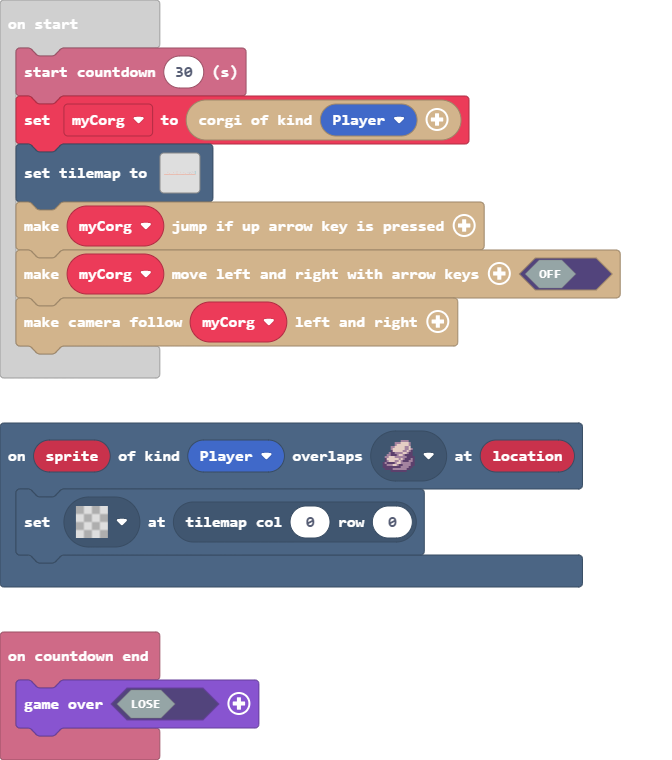 on start
start countdown 30 (s)
set myCorg to corgi of kind Player
set tilemap to
make myCorg jump if up arrow key is pressed
make myCorg move left and right with arrow keys OFF
make camera follow myCorg left and right
on sprite of kind Player overlaps at location
set at tilemap col 0 row 0
on countdown end
game over LOSE